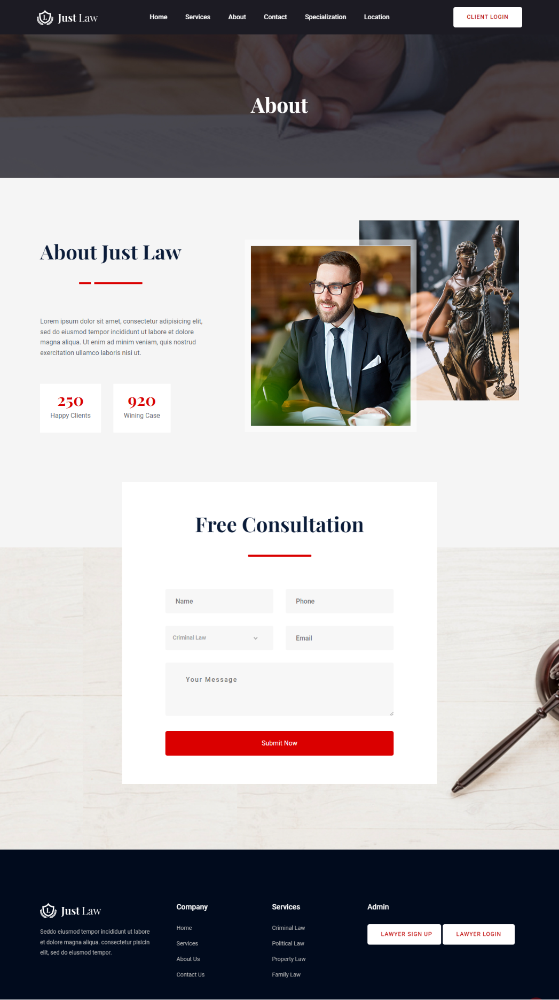 Just Law
Home Services About Contact Specialization Location
CLIENT LOGIN
About
About Just Law
Lorem ipsum dolor sit amet, consectetur adipisicing elit,
sed do eiusmod tempor incididunt ut labore et dolore
magna aliqua. Ut enim ad minim veniam, quis nostrud
exercitation ullamco laboris nisi ut.
250
Happy Clients
920
Wining Case
Free Consultation
Name
Phone
Criminal Law
Email
Your Message
Submit Now
L Just Law
Seddo eiusmod tempor incididunt ut labore
et dolore magna aliqua. consectetur pisicin
elit, sed do eiusmod tempor.
Company
Home
Services
About Us
Contact Us
Services
Criminal Law
Political Law
Property Law
Family Law
Admin
LAWYER SIGN UP
LAWYER LOGIN